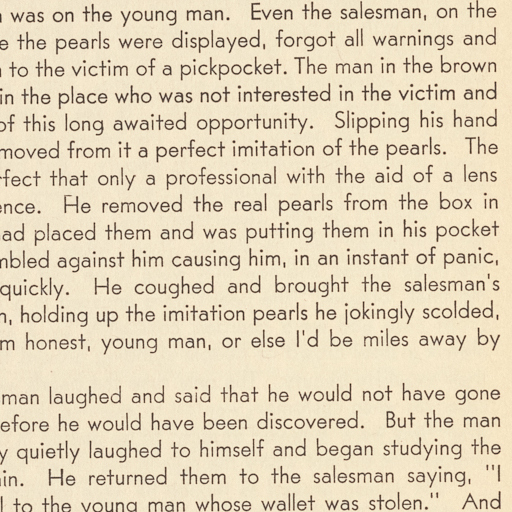 was on the young man. Even the salesman, on the
the pearls were displayed, forgot all warnings and
to the victim of a pickpocket. The man in the brown
in the place who was not interested in the victim and
of this long awaited opportunity. Slipping his hand
moved from it a perfect imitation of the pearls. The
fect that only a professional with the aid of a lens
ence. He removed the real pearls from the box in
ad placed them and was putting them in his pocket
mbled against him causing him, in an instant of panic,
quickly. He coughed and brought the salesman's
, holding up the imitation pearls he jokingly scolded,
m honest, young man, or else I'd be miles away by
man laughed and said that he would not have gone
efore he would have been discovered. But the man
y quietly laughed to himself and began studying the
in. He returned them to the salesman saying, "I
to the young man whose wallet was stolen." And